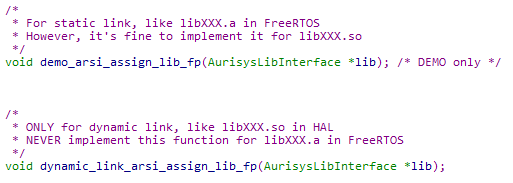 /*
 * For static link, like libXXX.a in FreeRTOS
 * However, it's fine to implement it for libXXX.so
 */
void demo_arsi_assign_lib_fp(AurisysLibInterface *lib); /* DEMO only */
/*
 * ONLY for dynamic link, like libXXX.so in HAL
 * NEVER implement this function for libXXX.a in FreeRTOS
 */
void dynamic_link_arsi_assign_lib_fp(AurisysLibInterface *lib);